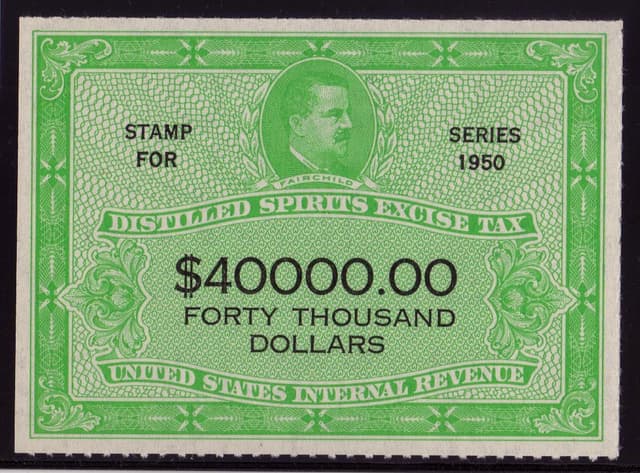 STAMP
FOR
SERIES
1950
FAIRCHILD
DISTILLED SPIRITS EXCISE TAX
$40000.00
FORTY THOUSAND
DOLLARS
UNITED STATES INTERNAL REVENUE